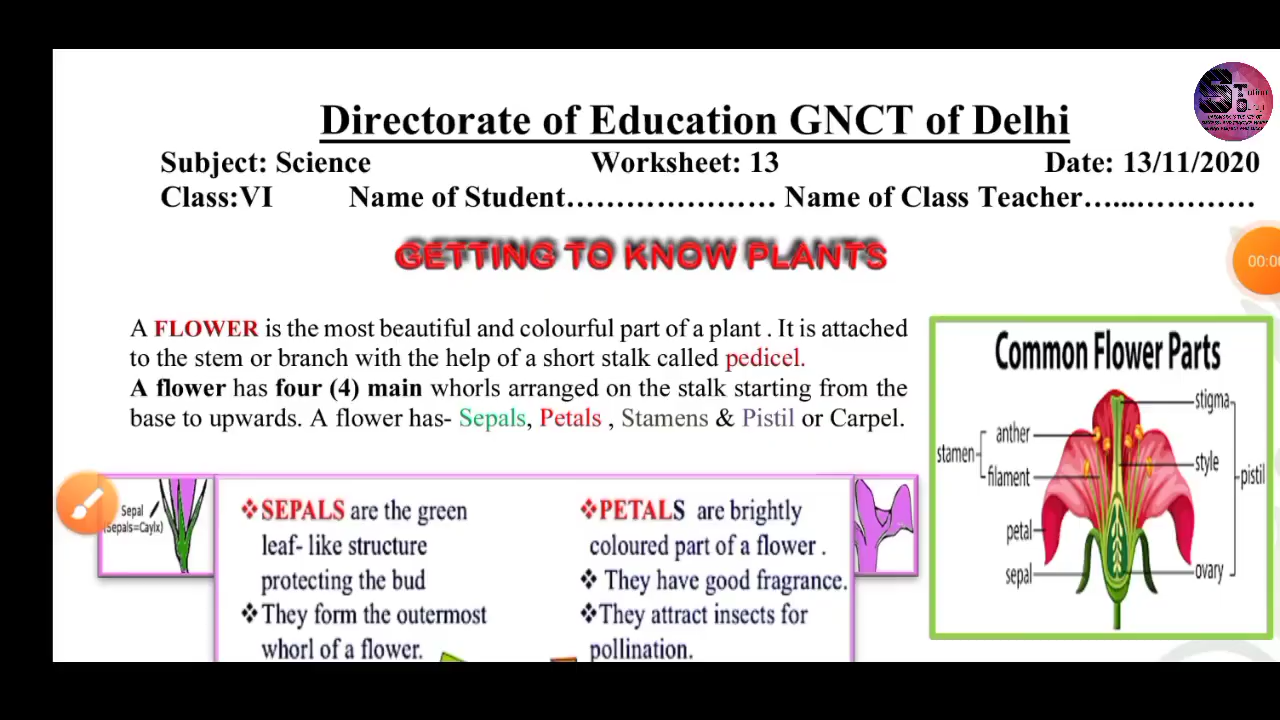 Directorate of Education GNCT of Delhi
Subject: Science Worksheet: 13 Date: 13/11/2020
Class:VI Name of Student………………… Name of Class Teacher…...…………
GETTING TO KNOW PLANTS
A FLOWER is the most beautiful and colourful part of a plant . It is attached
to the stem or branch with the help of a short stalk called pedicel.
A flower has four (4) main whorls arranged on the stalk starting from the
base to upwards. A flower has- Sepals, Petals , Stamens & Pistil or Carpel.
Sepal
(Sepals=Caylx)
❖SEPALS are the green
leaf- like structure
protecting the bud
❖They form the outermost
whorl of a flower.
❖PETALS are brightly
coloured part of a flower .
❖ They have good fragrance.
❖They attract insects for
pollination.
Common Flower Parts
stigma
anther
stamen
style
filament
pistil
petal
sepal
ovary